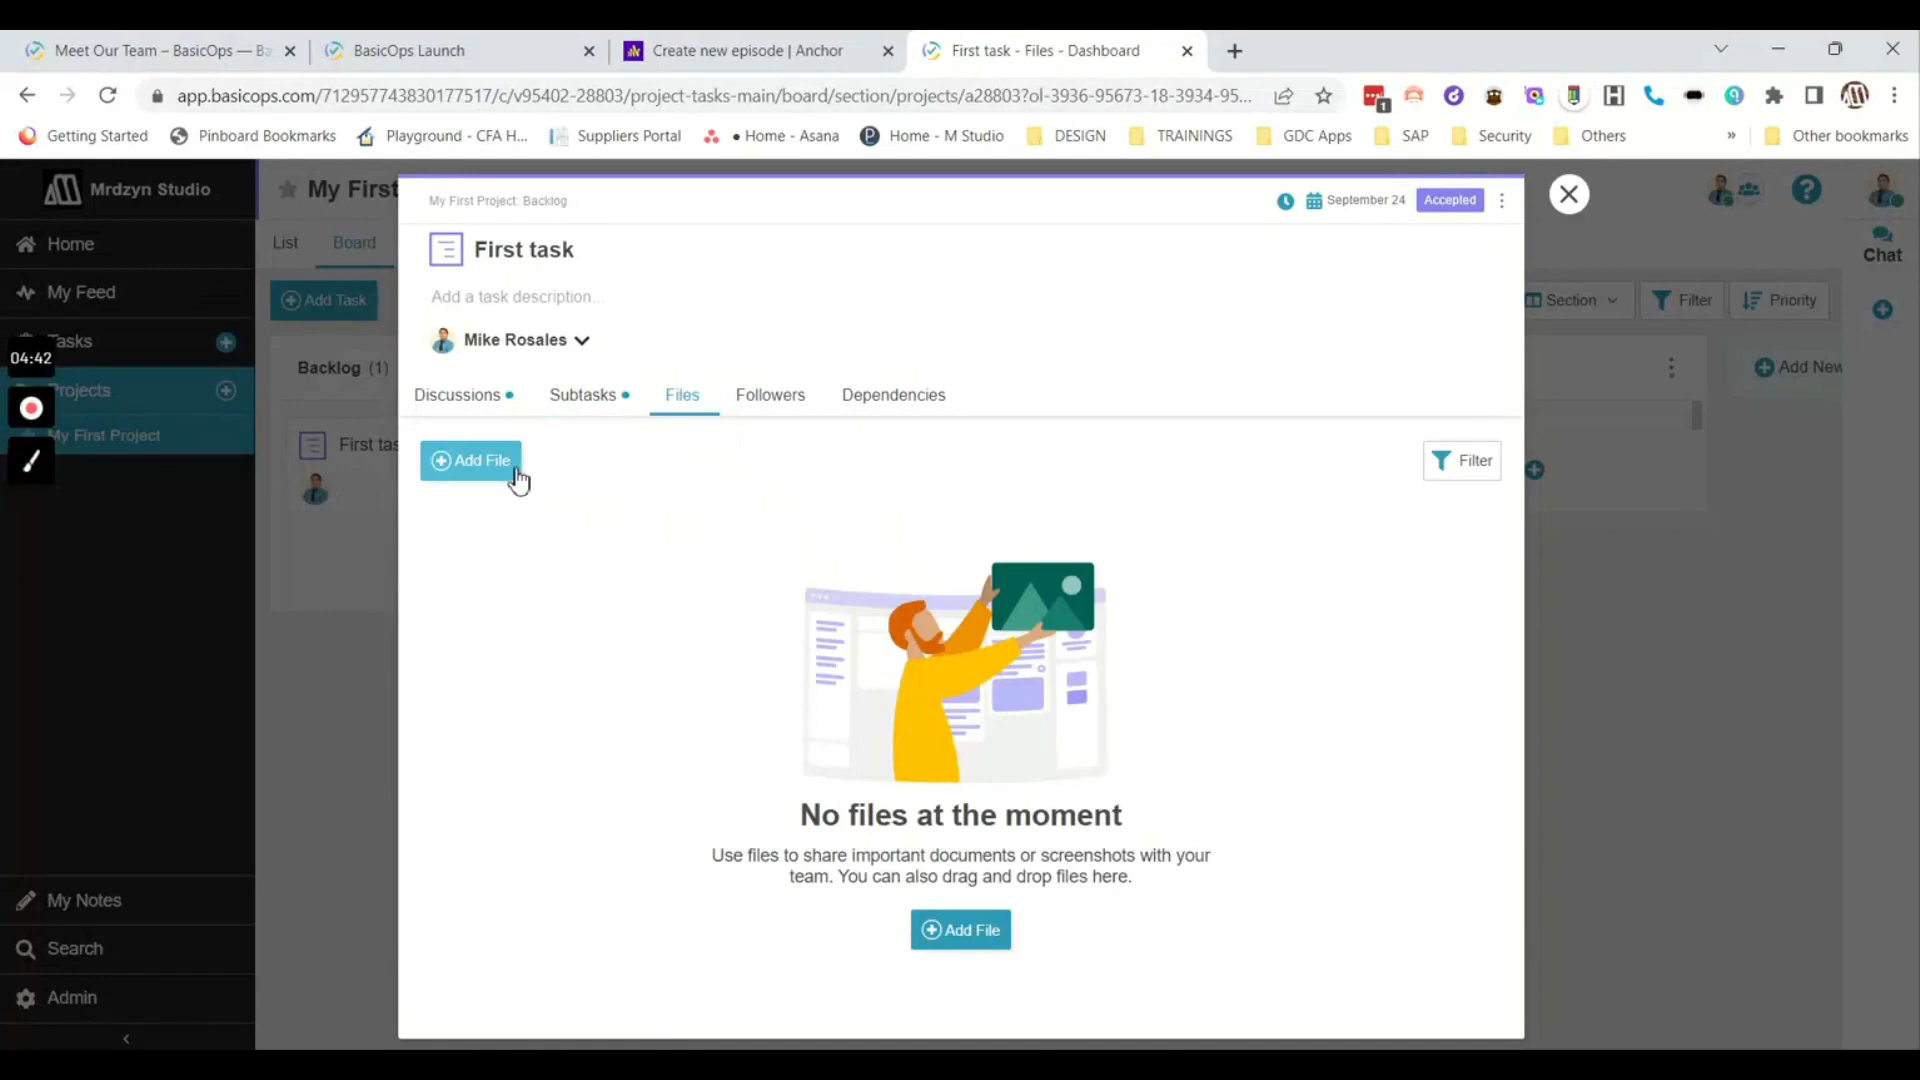 Meet Our Team – BasicOps — Ba
BasicOps Launch
Create new episode | Anchor
First task - Files - Dashboard
app.basicops.com/712957743830177517/c/v95402-28803/project-tasks-main/board/section/projects/a28803?ol-3936-95673-18-3934-95...
1
Getting Started
Pinboard Bookmarks
Playground - CFA H...
Suppliers Portal
• Home - Asana
Home - M Studio
DESIGN
TRAININGS
GDC Apps
SAP
Security
Others
»
Other bookmarks
Mrdzyn Studio
Home
My Feed
Tasks
04:42
Projects
My First Project
My Notes
Search
Admin
My First
List
Board
Add Task
Backlog (1)
First tas
My First Project: Backlog
September 24
Accepted
First task
Add a task description...
Mike Rosales
Discussions
Subtasks
Files
Followers
Dependencies
Add File
Filter
No files at the moment
Use files to share important documents or screenshots with your
team. You can also drag and drop files here.
Add File
Section
Filter
Priority
Add New
Chat